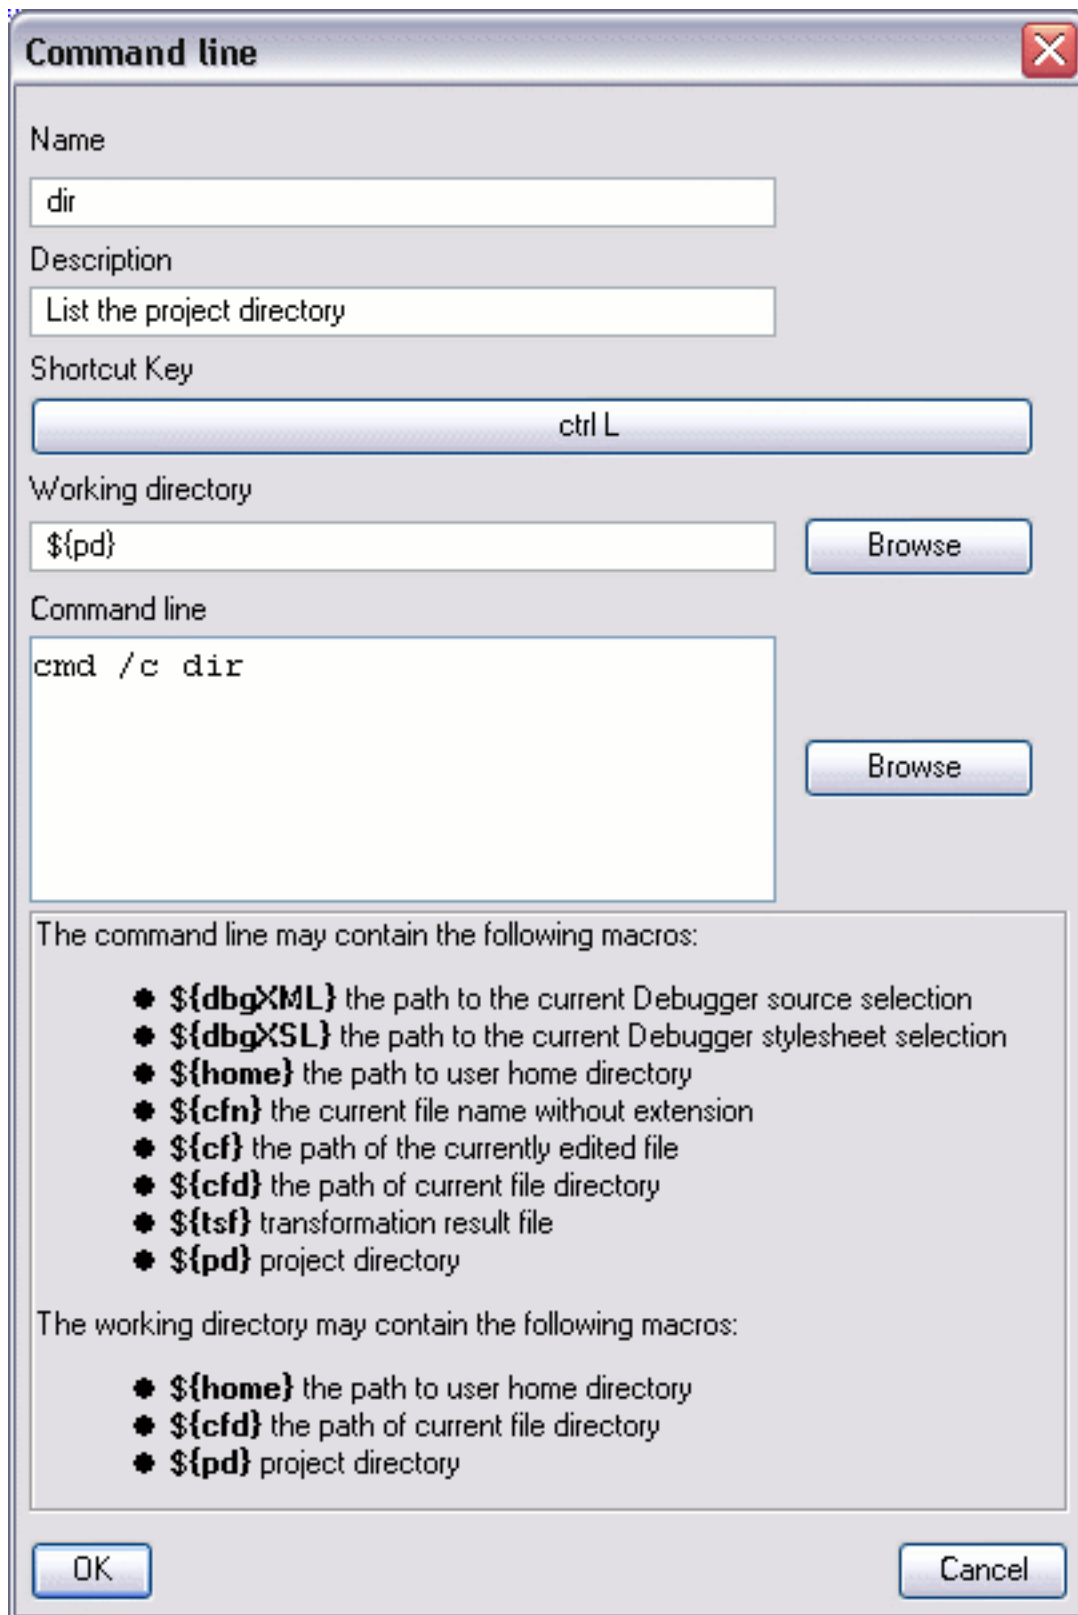 Command line
Name
dir
Description
List the project directory
Shortcut Key
ctrl L
Working directory
${pd}
Browse
Command line
cmd /c dir
Browse
The command line may contain the following macros:
${dbgXML} the path to the current Debugger source selection
${dbgXSL} the path to the current Debugger stylesheet selection
${home} the path to user home directory
${cfn} the current file name without extension
${cf} the path of the currently edited file
${cfd} the path of current file directory
${tsf} transformation result file
${pd} project directory
The working directory may contain the following macros:
${home} the path to user home directory
${cfd} the path of current file directory
${pd} project directory
OK
Cancel